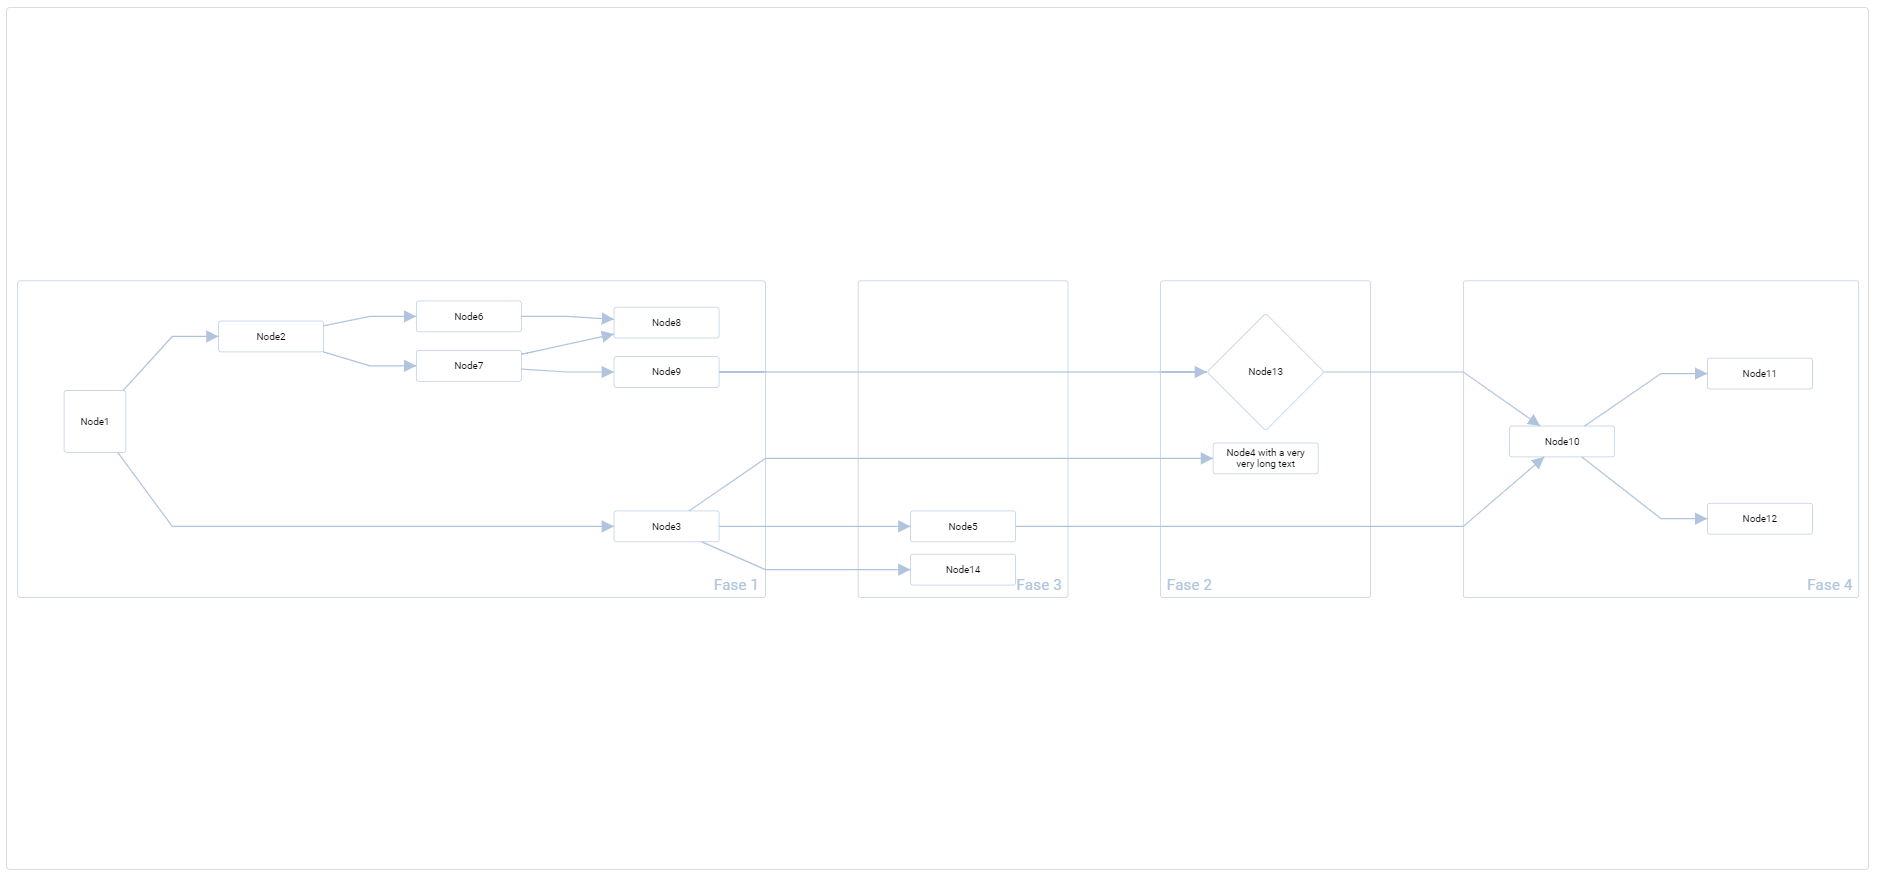 Node1
Node2
Node6
Node7
Node8
Node9
Node3
Fase 1
Node5
Node14
Fase 3
Node13
Node4 with a very
very long text
Fase 2
Node10
Node11
Node12
Fase 4